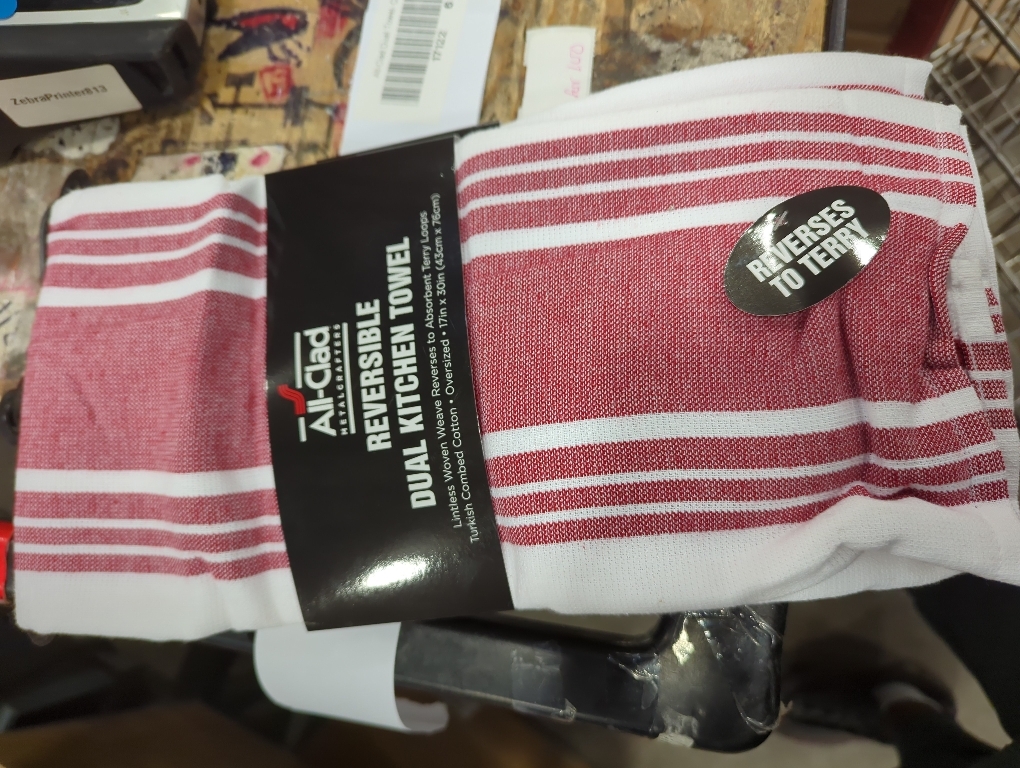 All-Clad
METALCRAFTERS
REVERSIBLE
DUAL KITCHEN TOWEL
Lintless Woven Weave Reverses to Absorbent Terry Loops
Turkish Combed Cotton • Oversized • 17in x 30in (43cm x 76cm)
REVERSES
TO TERRY
ZebraPrinter813
17122